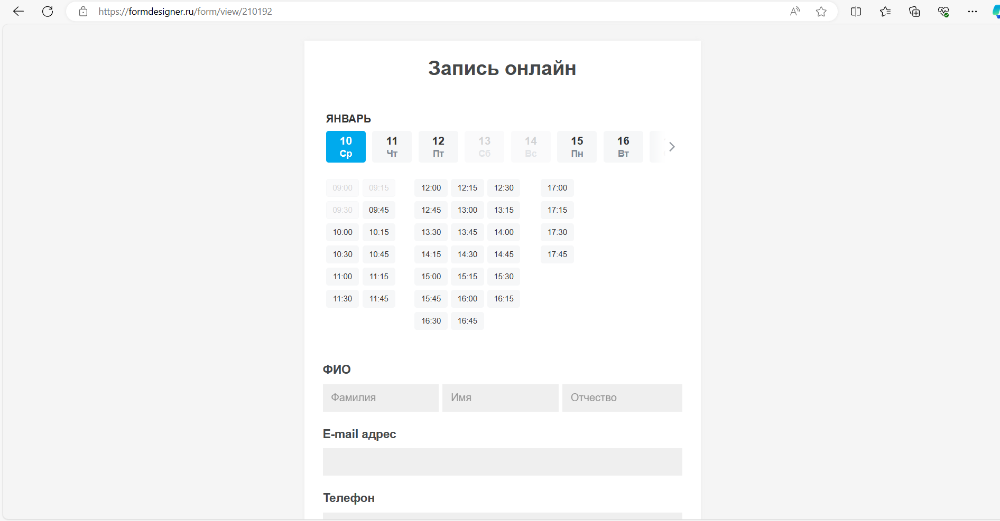 https://formdesigner.ru/form/view/210192
Запись онлайн
ЯНВАРЬ
10 11 12 13 14 15 16
Ср Чт Пт Сб Вс Пн Вт
09:00 09:15 12:00 12:15 12:30 17:00
09:30 09:45 12:45 13:00 13:15 17:15
10:00 10:15 13:30 13:45 14:00 17:30
10:30 10:45 14:15 14:30 14:45 17:45
11:00 11:15 15:00 15:15 15:30
11:30 11:45 15:45 16:00 16:15
16:30 16:45
ФИО
Фамилия Имя Отчество
E-mail адрес
Телефон